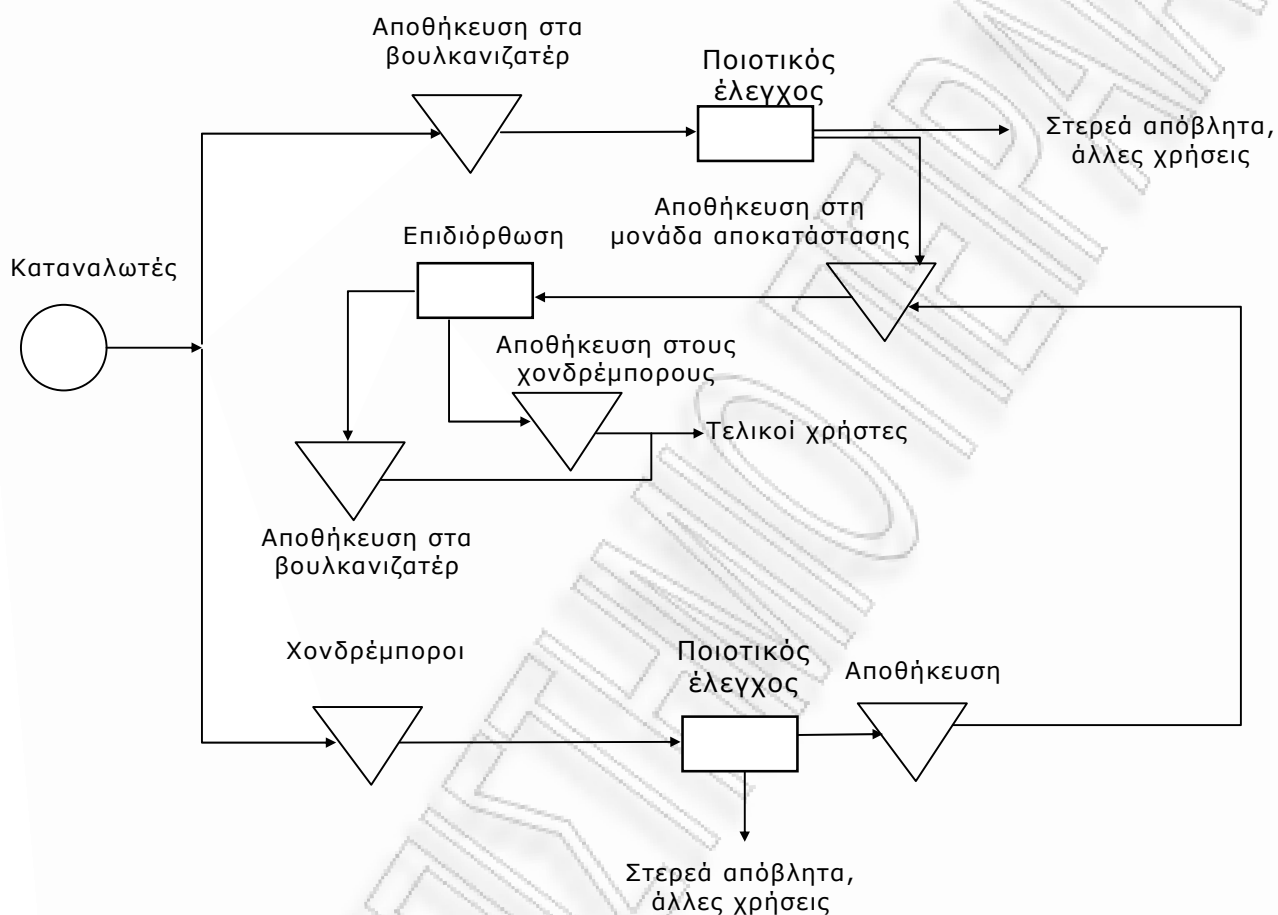 Αποθήκευση στα
βουλκανιζατέρ
Ποιοτικός
έλεγχος
Στερεά απόβλητα,
άλλες χρήσεις
Αποθήκευση στη
μονάδα αποκατάστασης
Επιδιόρθωση
Καταναλωτές
Αποθήκευση στους
χονδρέμπορους
Τελικοί χρήστες
Αποθήκευση στα
βουλκανιζατέρ
Χονδρέμποροι
Ποιοτικός
έλεγχος
Αποθήκευση
Στερεά απόβλητα,
άλλες χρήσεις